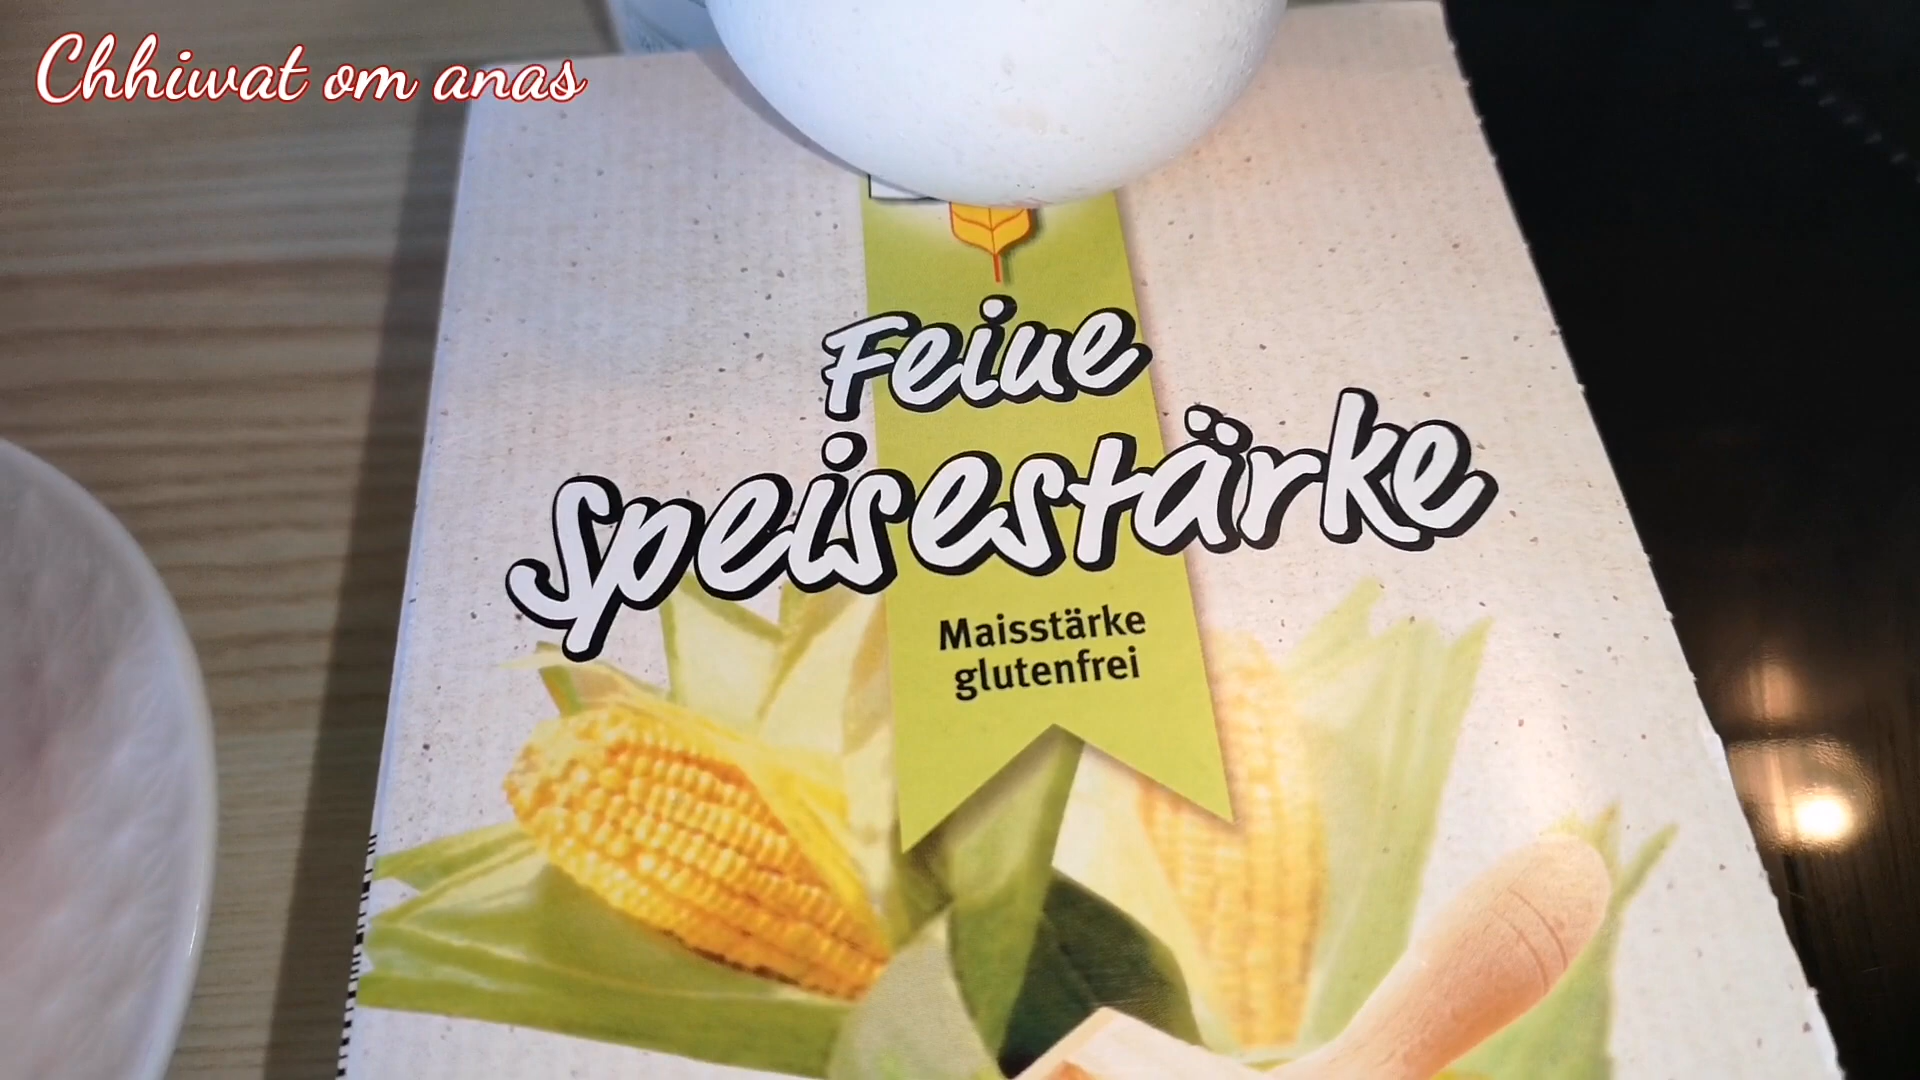 Chhiwat om anas
Feine
Speisestärke
Maisstärke
glutenfrei